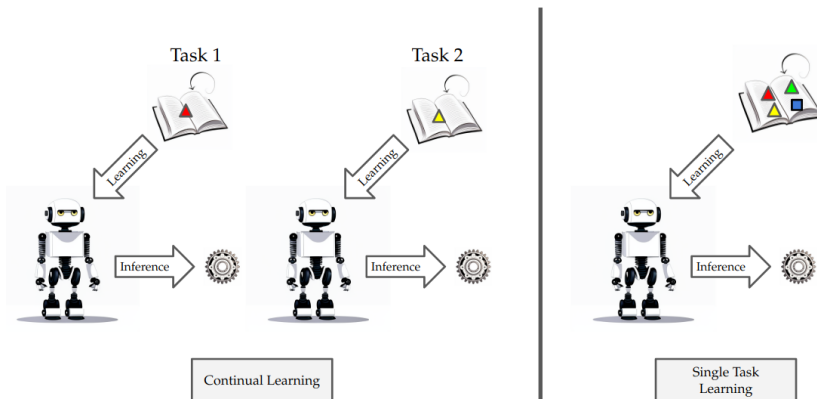 Task 1
Task 2
Learning
Learning
Learning
Inference
Inference
Inference
Continual Learning
Single Task
Learning